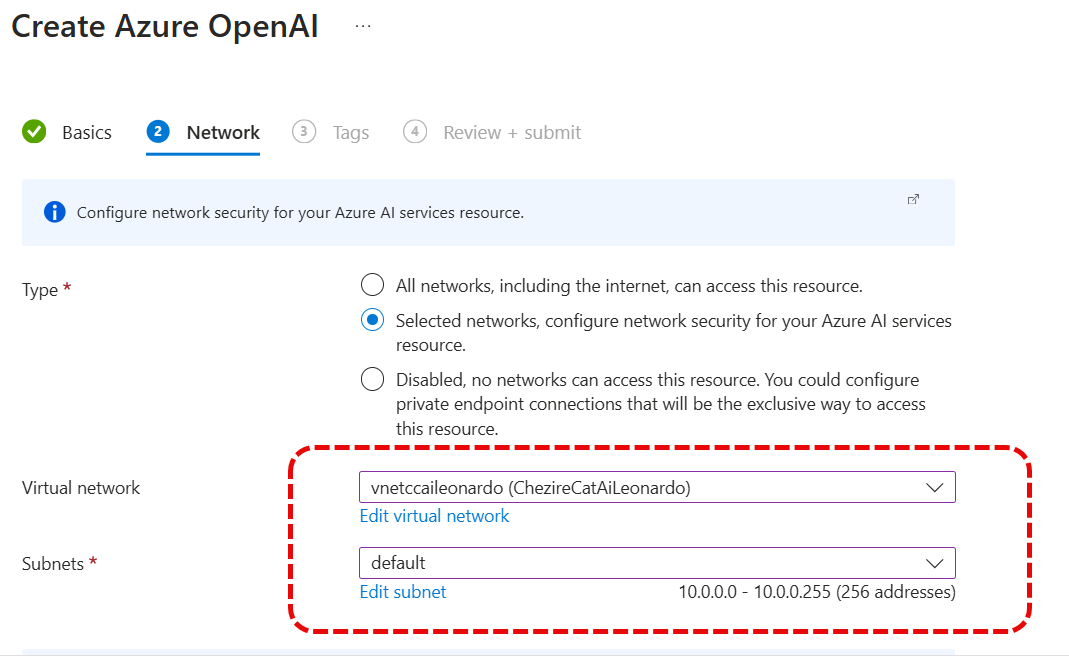 Create Azure OpenAI ...
Basics 2 Network 3 Tags 4 Review + submit
Configure network security for your Azure AI services resource.
Type *
All networks, including the internet, can access this resource.
Selected networks, configure network security for your Azure AI services
resource.
Disabled, no networks can access this resource. You could configure
private endpoint connections that will be the exclusive way to access
this resource.
Virtual network
vnetccaileonardo (ChezireCatAiLeonardo)
Edit virtual network
Subnets *
default
Edit subnet 10.0.0.0 - 10.0.0.255 (256 addresses)